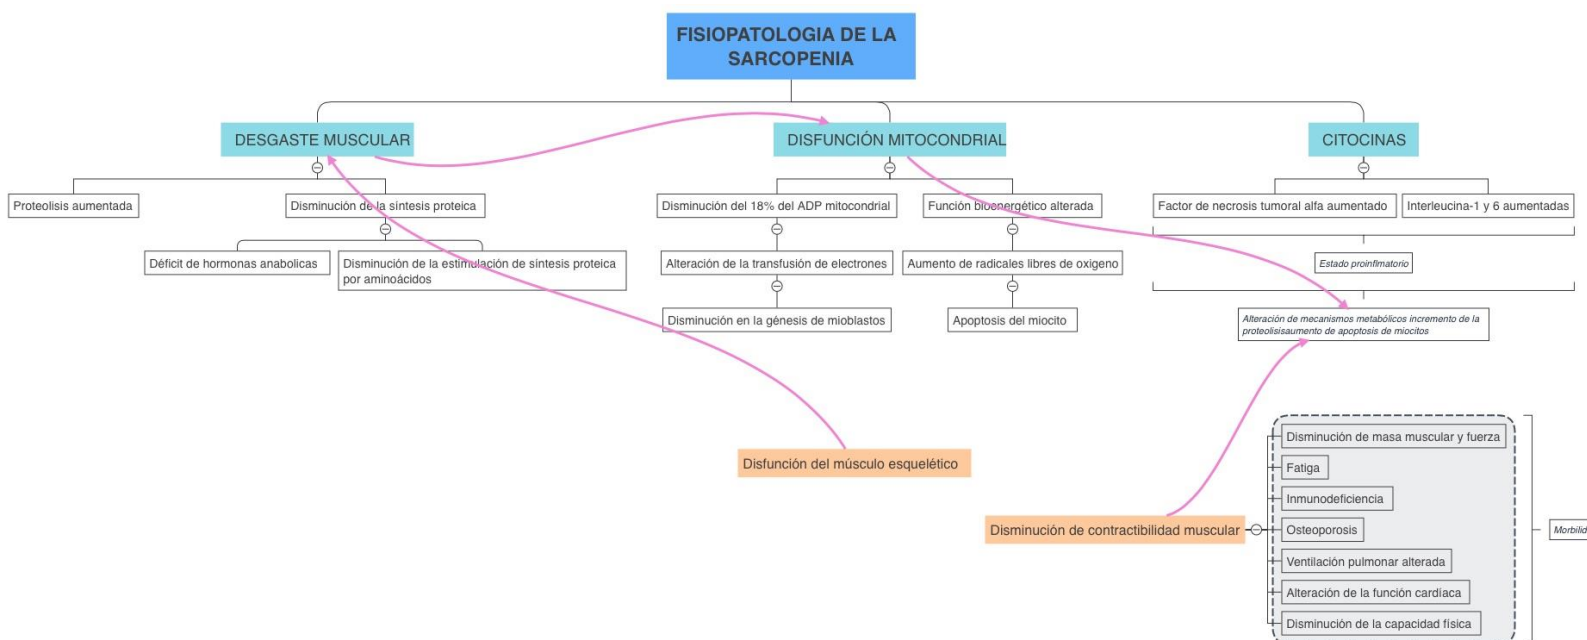 FISIOPATOLOGIA DE LA
SARCOPENIA
DESGASTE MUSCULAR
DISFUNCIÓN MITOCONDRIAL
CITOCINAS
Proteolisis aumentada
Disminución de la síntesis proteica
Disminución del 18% del ADP mitocondrial
Función bioenergético alterada
Factor de necrosis tumoral alfa aumentado
Interleucina-1 y 6 aumentadas
Déficit de hormonas anabolicas
Disminución de la estimulación de síntesis proteica
por aminoácidos
Alteración de la transfusión de electrones
Aumento de radicales libres de oxigeno
Estado proinflmatorio
Disminución en la génesis de mioblastos
Apoptosis del miocito
Alteración de mecanismos metabólicos incremento de la
proteolisisaumento de apoptosis de miocitos
Disfunción del músculo esquelético
Disminución de contractibilidad muscular
Disminución de masa muscular y fuerza
Fatiga
Inmunodeficiencia
Osteoporosis
Ventilación pulmonar alterada
Alteración de la función cardíaca
Disminución de la capacidad física